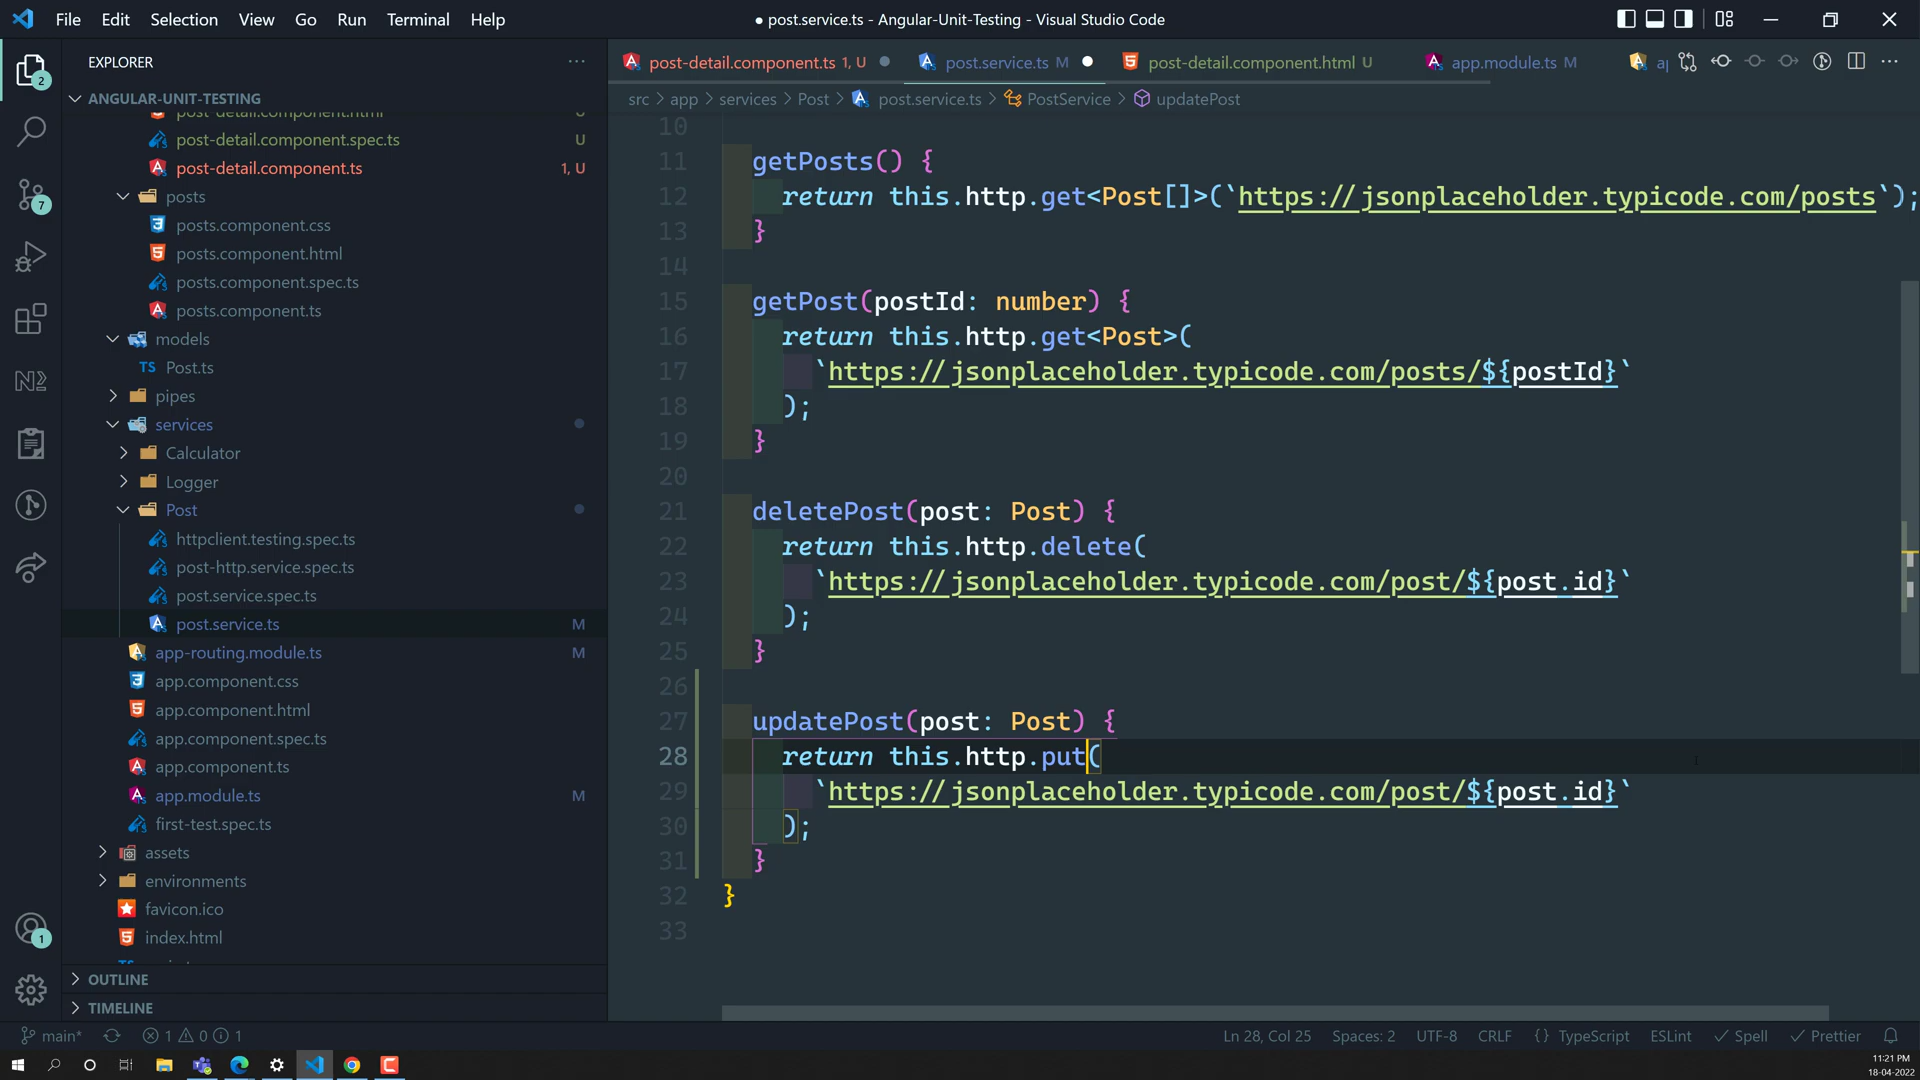 File Edit Selection View Go Run Terminal Help
● post.service.ts - Angular-Unit-Testing - Visual Studio Code
EXPLORER
ANGULAR-UNIT-TESTING
post-detail.component.html U
post-detail.component.spec.ts U
post-detail.component.ts 1, U
posts
posts.component.css
posts.component.html
posts.component.spec.ts
posts.component.ts
models
TS Post.ts
pipes
services
Calculator
Logger
Post
httpclient.testing.spec.ts
post-http.service.spec.ts
post.service.spec.ts
post.service.ts M
app-routing.module.ts M
app.component.css
app.component.html
app.component.spec.ts
app.component.ts
app.module.ts M
first-test.spec.ts
assets
environments
favicon.ico
index.html
OUTLINE
TIMELINE
2
7
1
post-detail.component.ts 1, U
post.service.ts M
post-detail.component.html U
app.module.ts M
src > app > services > Post > post.service.ts > PostService > updatePost
10
11 getPosts() {
12 return this.http.get<Post[]>(`https://jsonplaceholder.typicode.com/posts`);
13 }
14
15 getPost(postId: number) {
16 return this.http.get<Post>(
17 `https://jsonplaceholder.typicode.com/posts/${postId}`
18 );
19 }
20
21 deletePost(post: Post) {
22 return this.http.delete(
23 `https://jsonplaceholder.typicode.com/post/${post.id}`
24 );
25 }
26
27 updatePost(post: Post) {
28 return this.http.put(
29 `https://jsonplaceholder.typicode.com/post/${post.id}`
30 );
31 }
32 }
33
main* 1 0 1
Ln 28, Col 25 Spaces: 2 UTF-8 CRLF {} TypeScript ESLint ✓ Spell ✓ Prettier
11:21 PM
18-04-2022